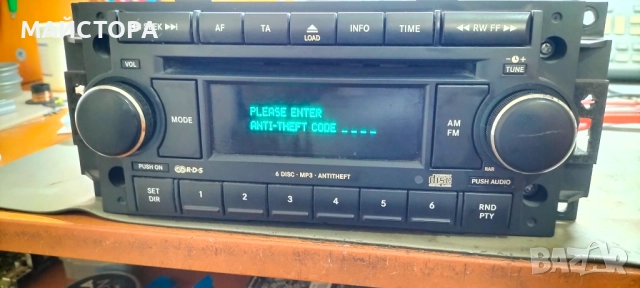 МАЙСТОРА
SEEK
AF
TA
LOAD
INFO
TIME
RW FF
VOL
TUNE
PLEASE ENTER
ANTI-THEFT CODE _ _ _ _
MODE
AM
FM
BAR
PUSH ON
R·D·S
6 DISC · MP3 · ANTITHEFT
PUSH AUDIO
SET
DIR
1
2
3
4
5
6
RND
PTY
BAZAR